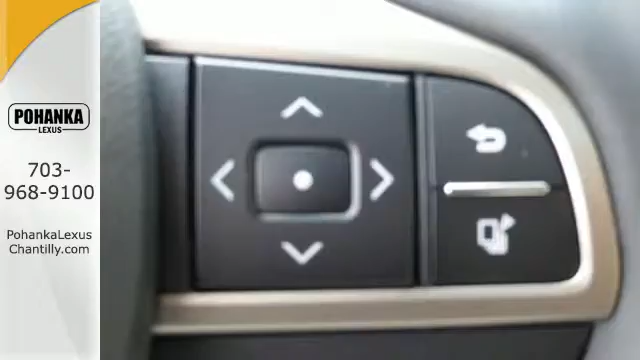 POHANKA
LEXUS
703-
968-9100
PohankaLexus
Chantilly.com